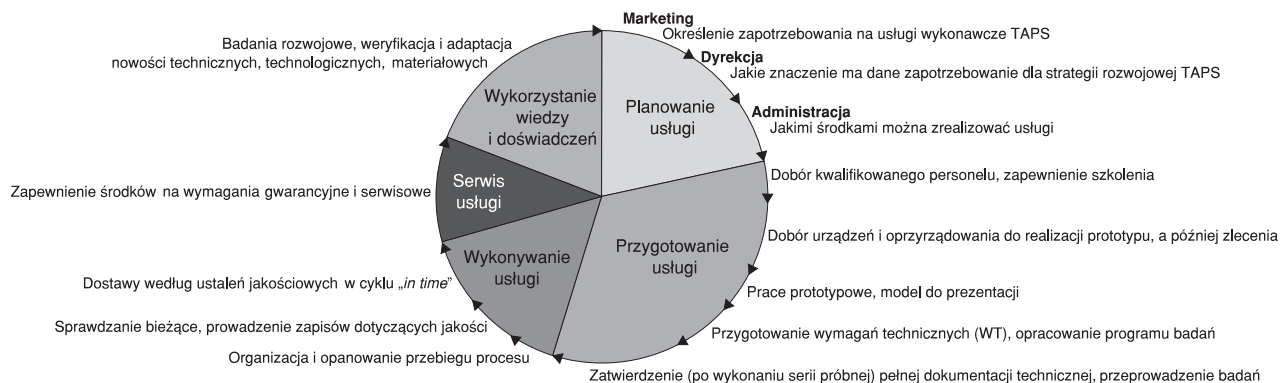 Marketing
Określenie zapotrzebowania na usługi wykonawcze TAPS
Dyrekcja
Jakie znaczenie ma dane zapotrzebowanie dla strategii rozwojowej TAPS
Administracja
Jakimi środkami można zrealizować usługi
Planowanie
usługi
Dobór kwalifikowanego personelu, zapewnienie szkolenia
Dobór urządzeń i oprzyrządowania do realizacji prototypu, a później zlecenia
Przygotowanie
usługi
Prace prototypowe, model do prezentacji
Przygotowanie wymagań technicznych (WT), opracowanie programu badań
Zatwierdzenie (po wykonaniu serii próbnej) pełnej dokumentacji technicznej, przeprowadzenie badań
Organizacja i opanowanie przebiegu procesu
Sprawdzanie bieżące, prowadzenie zapisów dotyczących jakości
Dostawy według ustaleń jakościowych w cyklu „in time”
Wykonywanie
usługi
Zapewnienie środków na wymagania gwarancyjne i serwisowe
Serwis
usługi
Badania rozwojowe, weryfikacja i adaptacja
nowości technicznych, technologicznych, materiałowych
Wykorzystanie
wiedzy
i doświadczeń